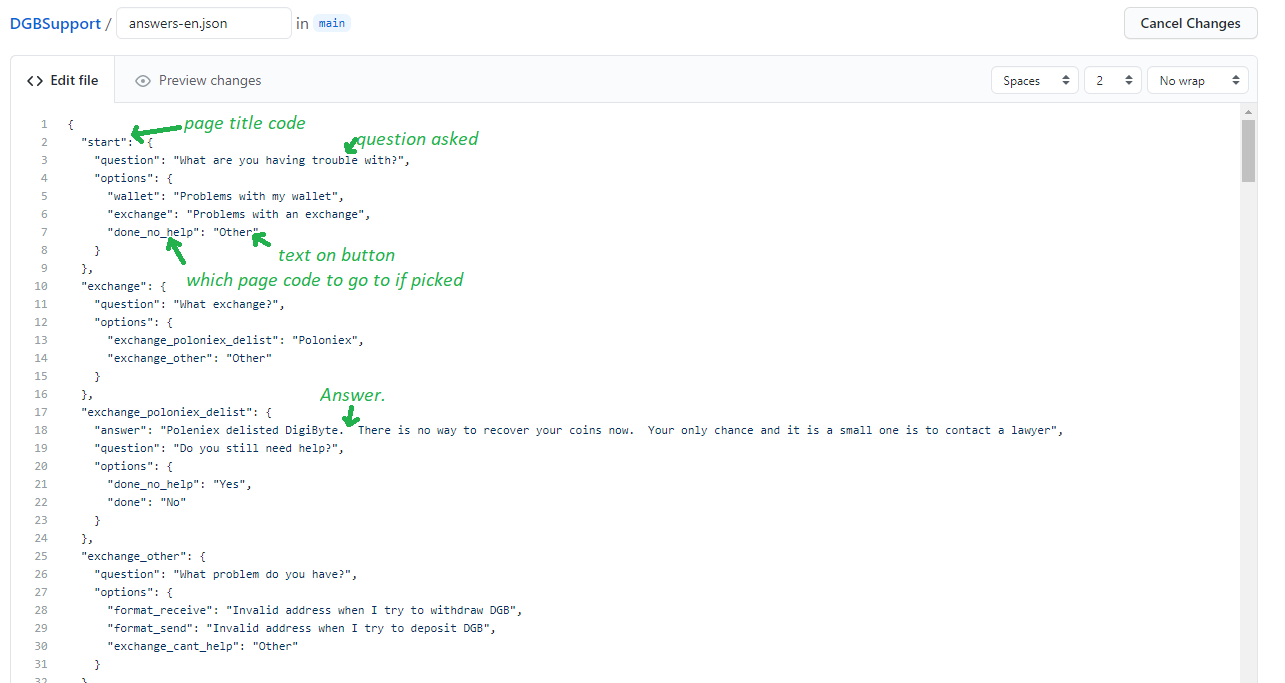 DGBSupport / answers-en.json in main Cancel Changes
<> Edit file Preview changes Spaces 2 No wrap
page title code
question asked
1 {
2 "start": {
3 "question": "What are you having trouble with?",
4 "options": {
5 "wallet": "Problems with my wallet",
6 "exchange": "Problems with an exchange",
7 "done_no_help": "Other"
8 }
text on button
9 },
which page code to go to if picked
10 "exchange": {
11 "question": "What exchange?",
12 "options": {
13 "exchange_poloniex_delist": "Poloniex",
14 "exchange_other": "Other"
15 }
16 },
Answer.
17 "exchange_poloniex_delist": {
18 "answer": "Poleniex delisted DigiByte.  There is no way to recover your coins now.  Your only chance and it is a small one is to contact a lawyer",
19 "question": "Do you still need help?",
20 "options": {
21 "done_no_help": "Yes",
22 "done": "No"
23 }
24 },
25 "exchange_other": {
26 "question": "What problem do you have?",
27 "options": {
28 "format_receive": "Invalid address when I try to withdraw DGB",
29 "format_send": "Invalid address when I try to deposit DGB",
30 "exchange_cant_help": "Other"
31 }
32 }